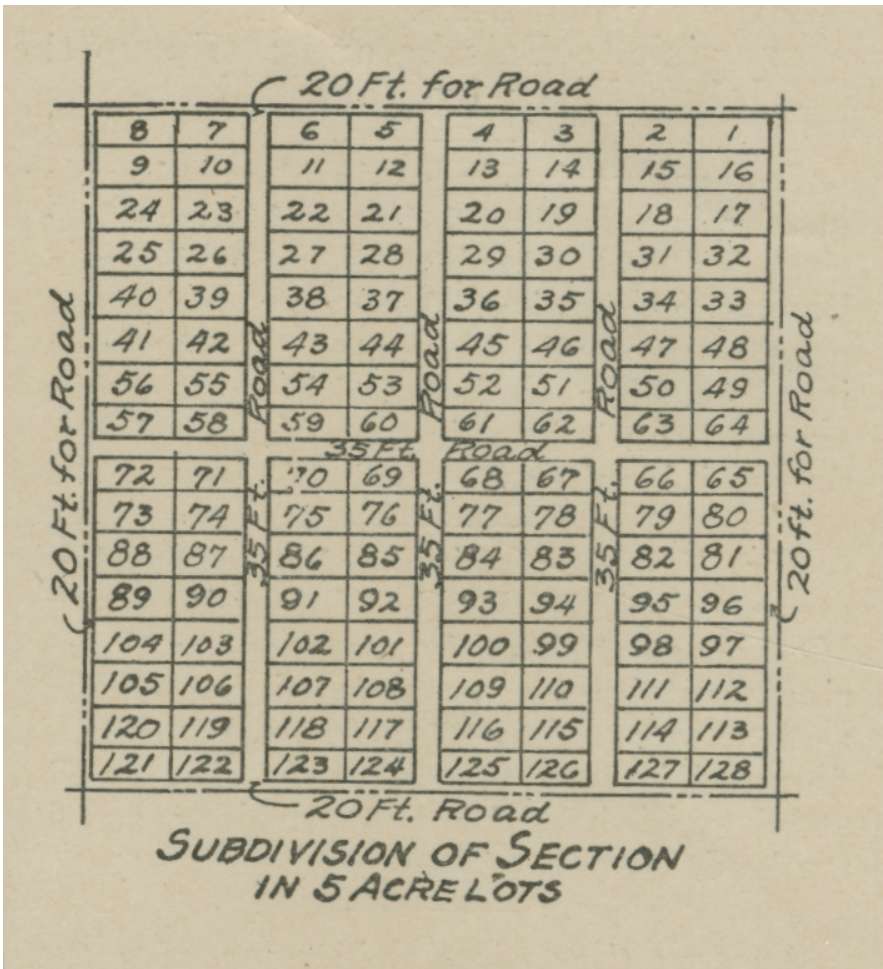 20 Ft. for Road
8 7 6 5 4 3 2 1
9 10 11 12 13 14 15 16
24 23 22 21 20 19 18 17
25 26 27 28 29 30 31 32
40 39 38 37 36 35 34 33
41 42 43 44 45 46 47 48
56 55 54 53 52 51 50 49
57 58 59 60 61 62 63 64
Road
Road
Road
20 Ft. for Road
20 ft. for Road
35 Ft. Road
72 71 70 69 68 67 66 65
73 74 75 76 77 78 79 80
88 87 86 85 84 83 82 81
89 90 91 92 93 94 95 96
104 103 102 101 100 99 98 97
105 106 107 108 109 110 111 112
120 119 118 117 116 115 114 113
121 122 123 124 125 126 127 128
35 Ft.
35 Ft.
35 Ft.
20 Ft. Road
SUBDIVISION OF SECTION
IN 5 ACRE LOTS